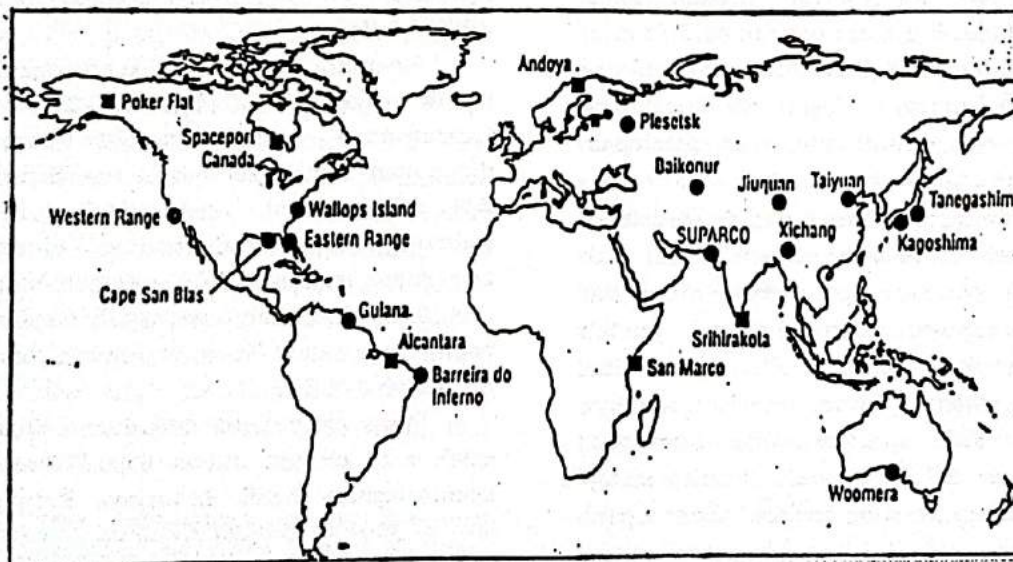 Andoya
Poker Flat
Plesetsk
Spaceport
Canada
Baikonur
Jiuquan
Taiyuan
Western Range
Wallops Island
Tanegashim
SUPARCO
Xichang
Eastern Range
Kagoshima
Cape San Blas
Guiana
Srihirakola
Alcantara
San Marco
Barreira do
Inferno
Woomera